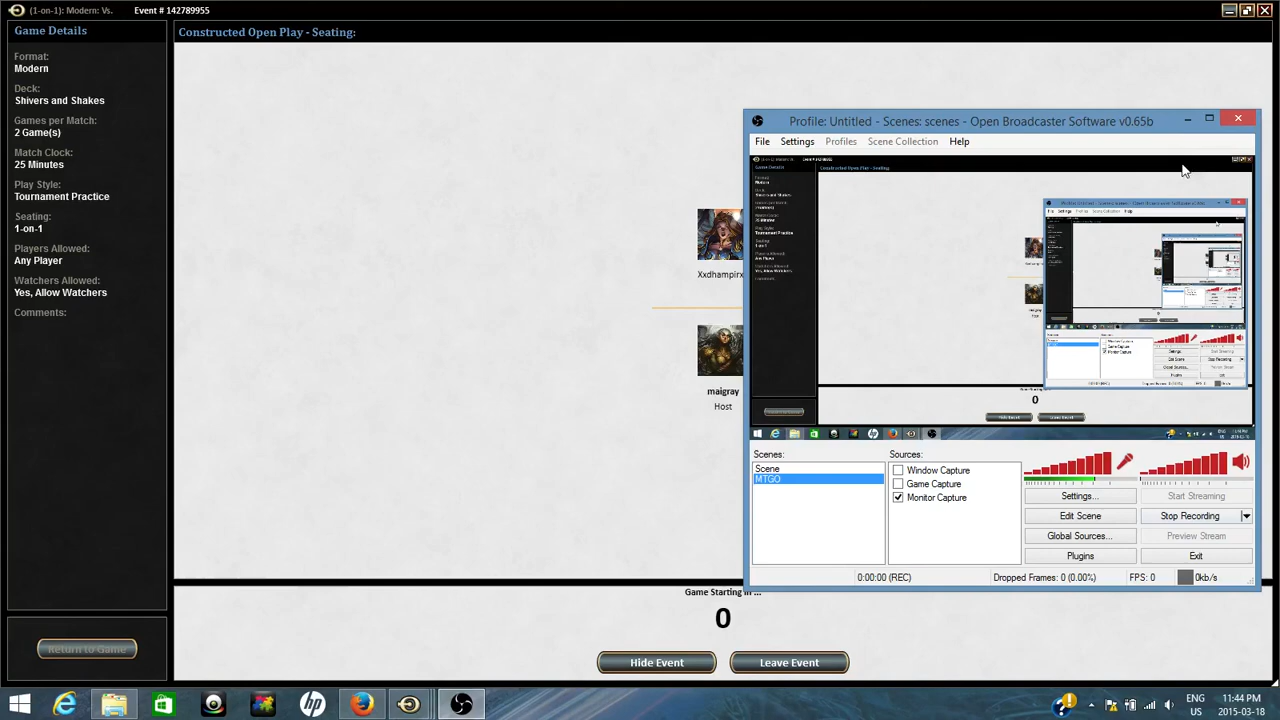 (1-on-1): Modern: Vs.
Event # 142789955
Game Details
Constructed Open Play - Seating:
Format:
Modern
Deck:
Shivers and Shakes
Games per Match:
2 Game(s)
Match Clock:
25 Minutes
Play Style:
Tournament Practice
Seating:
1-on-1
Players Allowed:
Any Player
Watchers Allowed:
Yes, Allow Watchers
Comments:
Return to Game
Xxdhampirx
maigray
Host
Game Starting in ...
0
Hide Event
Leave Event
Profile: Untitled - Scenes: scenes - Open Broadcaster Software v0.65b
File
Settings
Profiles
Scene Collection
Help
Scenes:
Scene
MTGO
Sources:
Window Capture
Game Capture
Monitor Capture
Settings...
Start Streaming
Edit Scene
Stop Recording
Global Sources...
Preview Stream
Plugins
Exit
0:00:00 (REC)
Dropped Frames: 0 (0.00%)
FPS: 0
0kb/s
ENG
US
11:44 PM
2015-03-18